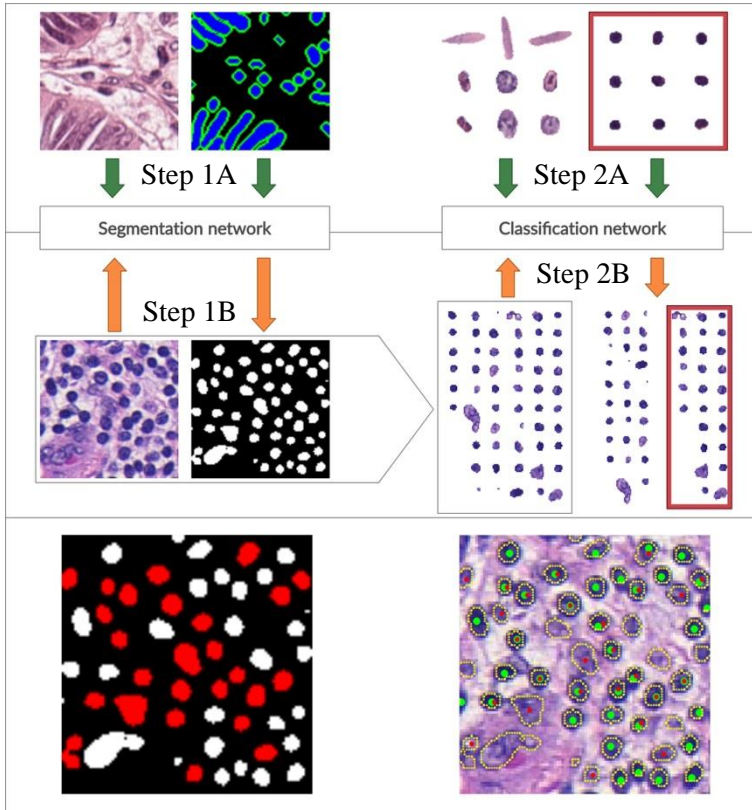 Step 1A
Step 2A
Segmentation network
Classification network
Step 1B
Step 2B